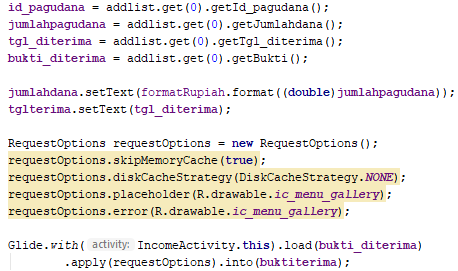 id_pagudana = addlist.get(0).getId_pagudana();
jumlahpagudana = addlist.get(0).getJumlahdana();
tgl_diterima = addlist.get(0).getTgl_diterima();
bukti_diterima = addlist.get(0).getBukti();
jumlahdana.setText(formatRupiah.format((double)jumlahpagudana));
tglterima.setText(tgl_diterima);
RequestOptions requestOptions = new RequestOptions();
requestOptions.skipMemoryCache(true);
requestOptions.diskCacheStrategy(DiskCacheStrategy.NONE);
requestOptions.placeholder(R.drawable.ic_menu_gallery);
requestOptions.error(R.drawable.ic_menu_gallery);
Glide.with( activity: IncomeActivity.this).load(bukti_diterima)
.apply(requestOptions).into(buktiterima);